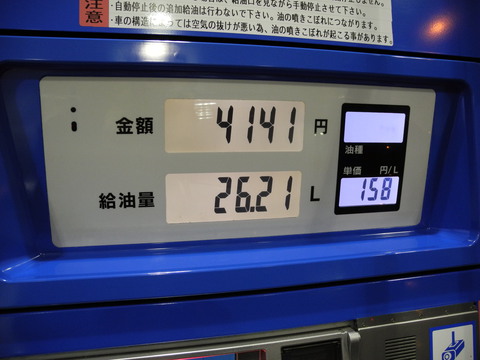 注意
・自動停止後の追加給油は行わないで下さい。油の噴きこぼれにつながります。
・車の構造によっては空気の抜けが悪い為、油の噴きこぼれが起こる事があります。
金額 4141 円
油種
単価 円/L
給油量 26.21 L 158